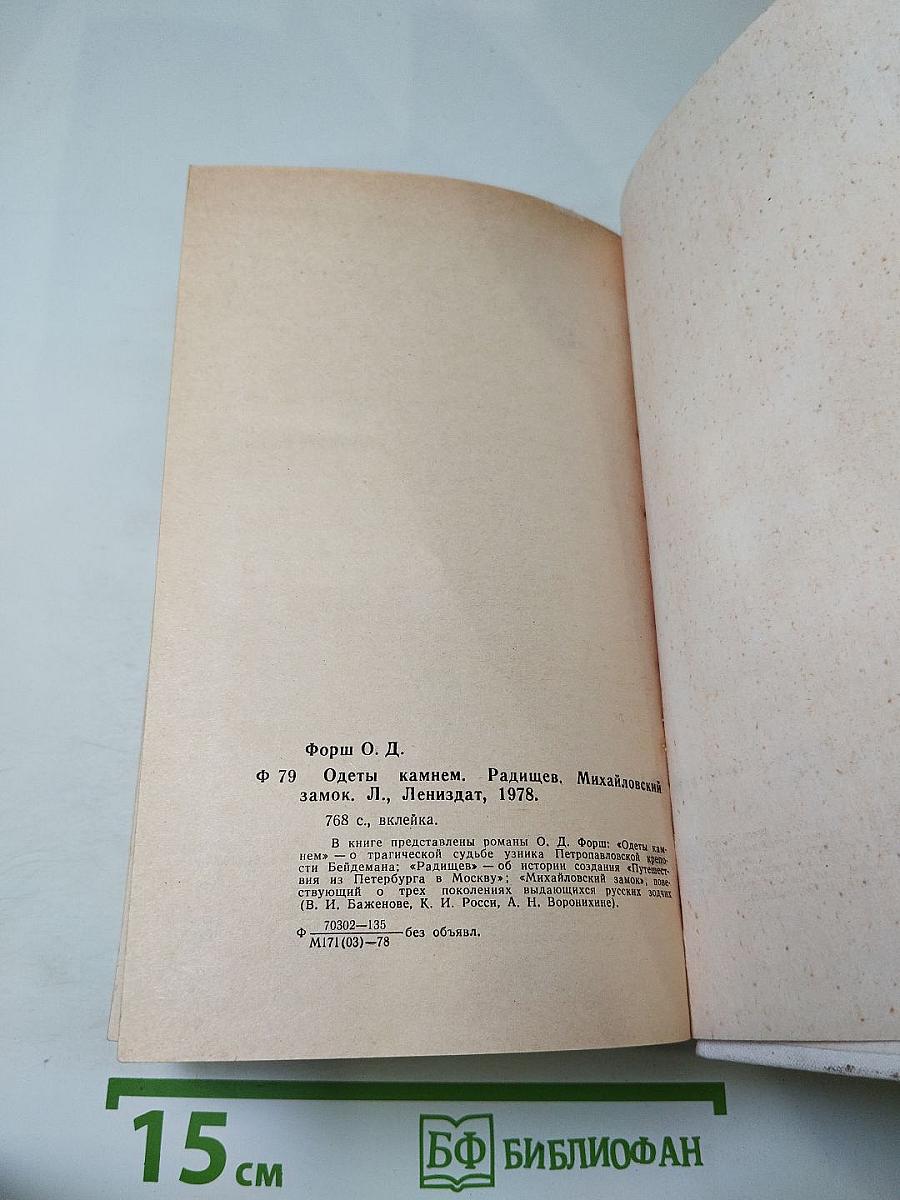 Форш О. Д.
Ф 79 Одеты камнем. Радищев. Михайловский
замок. Л., Лениздат, 1978.
768 с., вклейка.
В книге представлены романы О. Д. Форш: «Одеты кам-
нем» — о трагической судьбе узника Петропавловской крепо-
сти Бейдемана; «Радищев» — об истории создания «Путешест-
вия из Петербурга в Москву»; «Михайловский замок», пове-
ствующий о трех поколениях выдающихся русских зодчих
(В. И. Баженове, К. И. Росси, А. Н. Воронихине).
Ф 70302—135
М171(03)—78 без объявл.
15 см
БФ БИБЛИОФАН